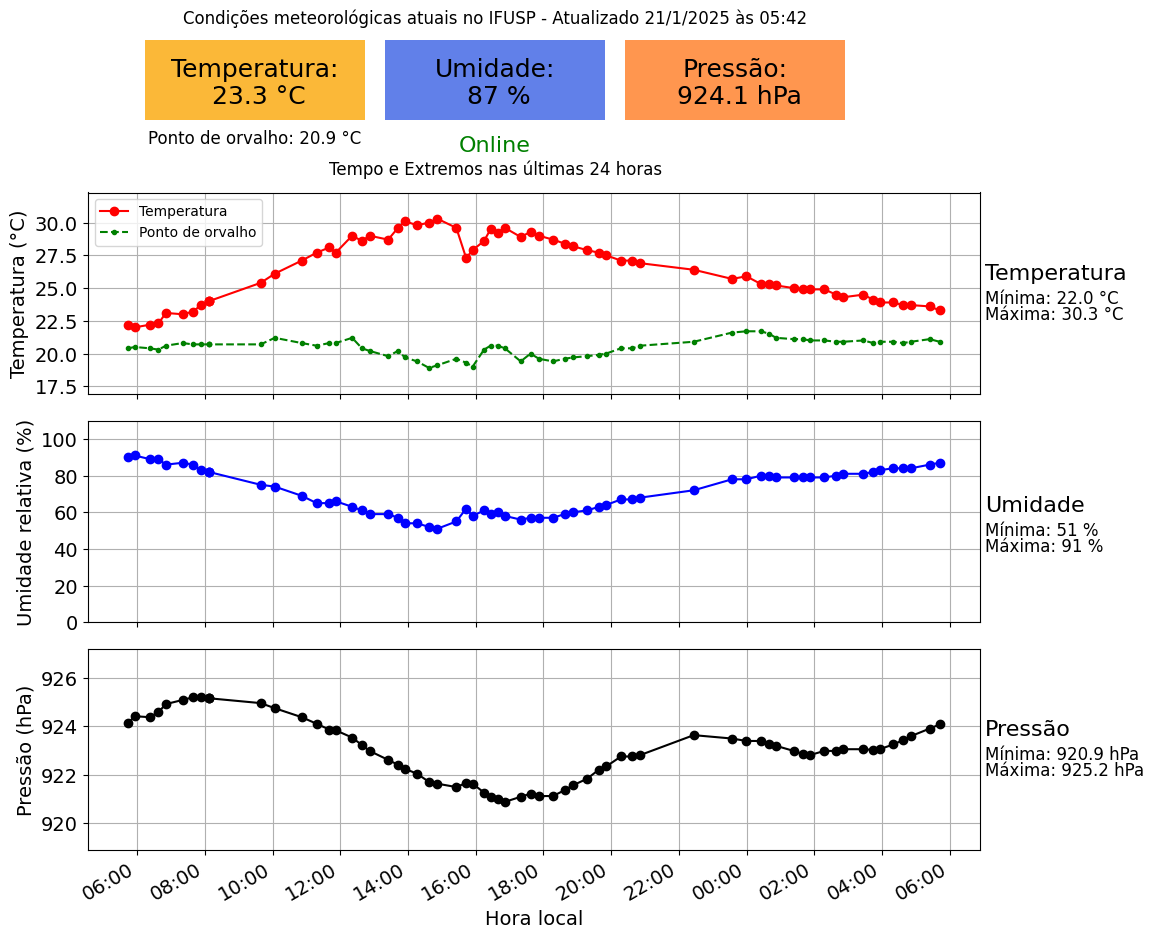 Condições meteorológicas atuais no IFUSP - Atualizado 21/1/2025 às 05:42
Temperatura:
23.3 °C
Umidade:
87 %
Pressão:
924.1 hPa
Ponto de orvalho: 20.9 °C
Online
Tempo e Extremos nas últimas 24 horas
Temperatura (°C)
30.0
27.5
25.0
22.5
20.0
17.5
Temperatura
Ponto de orvalho
Temperatura
Mínima: 22.0 °C
Máxima: 30.3 °C
Umidade relativa (%)
100
80
60
40
20
0
Umidade
Mínima: 51 %
Máxima: 91 %
Pressão (hPa)
926
924
922
920
Pressão
Mínima: 920.9 hPa
Máxima: 925.2 hPa
06:00
08:00
10:00
12:00
14:00
16:00
18:00
20:00
22:00
00:00
02:00
04:00
06:00
Hora local